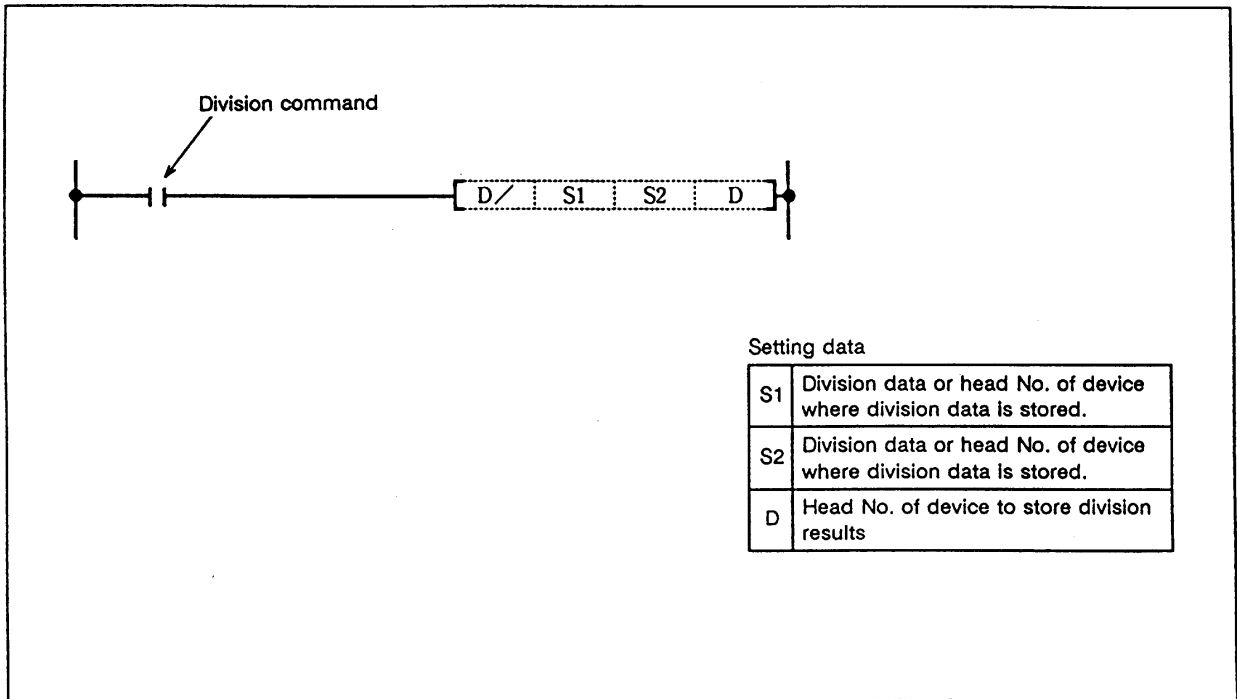 Division command
D/ S1 S2 D
Setting data
S1 Division data or head No. of device
where division data is stored.
S2 Division data or head No. of device
where division data is stored.
D Head No. of device to store division
results